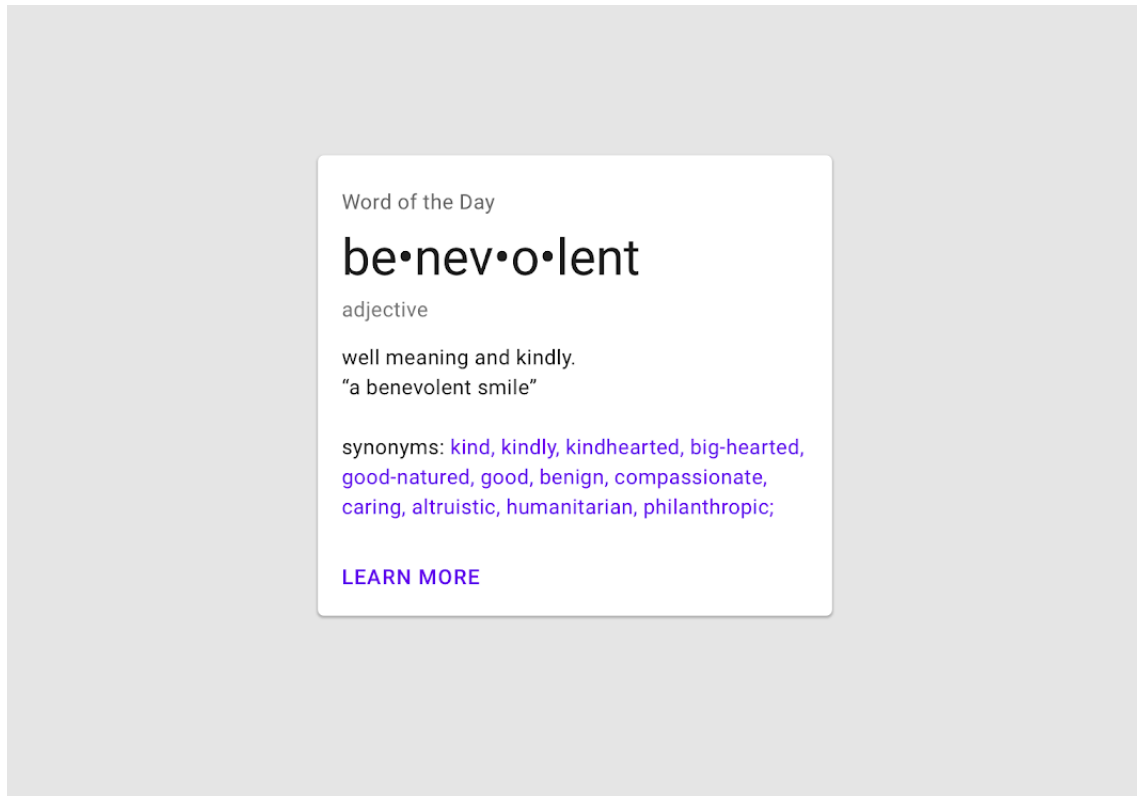 Word of the Day
be•nev•o•lent
adjective
well meaning and kindly.
“a benevolent smile”
synonyms: kind, kindly, kindhearted, big-hearted,
good-natured, good, benign, compassionate,
caring, altruistic, humanitarian, philanthropic;
LEARN MORE